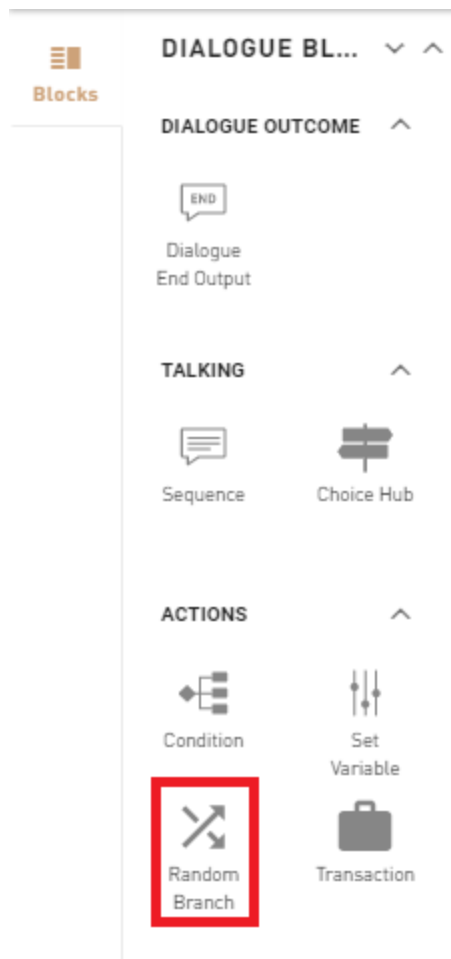 Blocks
DIALOGUE BL...
DIALOGUE OUTCOME
END
Dialogue
End Output
TALKING
Sequence
Choice Hub
ACTIONS
Condition
Set
Variable
Random
Branch
Transaction